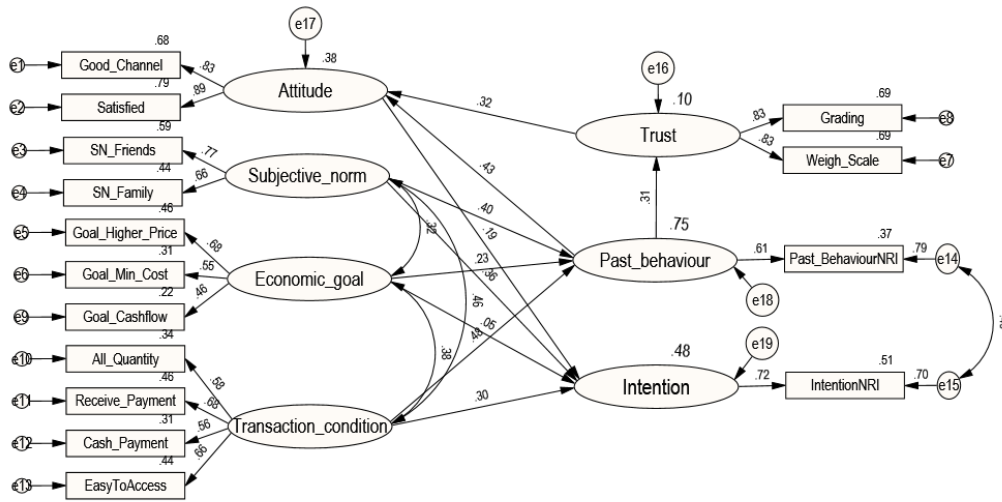 e17
.68
.38
e1
Good_Channel
.83
Attitude
.79
e2
Satisfied
.89
.59
e3
SN_Friends
.77
Subjective_norm
.44
e4
SN_Family
.66
.46
e5
Goal_Higher_Price
.68
.31
e6
Goal_Min_Cost
.55
Economic_goal
.22
e9
Goal_Cashflow
.46
.34
e10
All_Quantity
.58
.46
e11
Receive_Payment
.68
Transaction_condition
.31
e12
Cash_Payment
.56
.44
e13
EasyToAccess
.66
.32
.43
.40
.19
.23
.36
.46
.05
.48
.38
.30
e16
.10
Trust
.31
.83
.69
Grading
e8
.83
.69
Weigh_Scale
e7
.75
Past_behaviour
.61
.37
Past_BehaviourNRI
.79
e14
e18
e19
.48
Intention
.72
.51
IntentionNRI
.70
e15